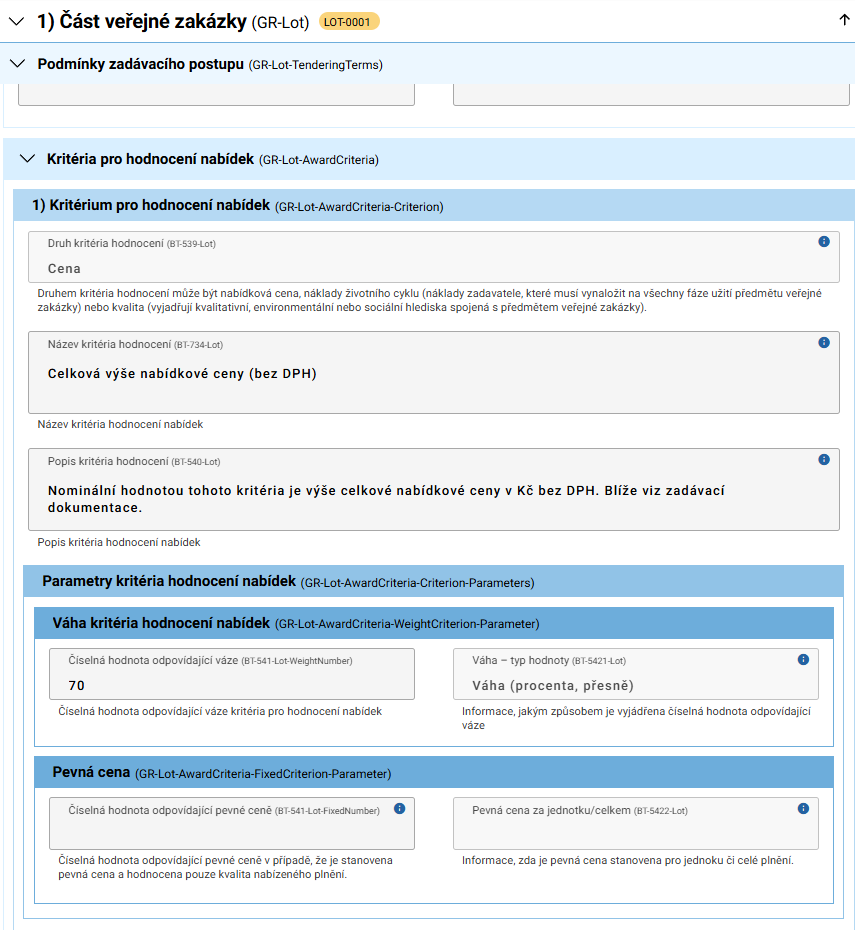 1) Část veřejné zakázky (GR-Lot) LOT-0001
Podmínky zadávacího postupu (GR-Lot-TenderingTerms)
Kritéria pro hodnocení nabídek (GR-Lot-AwardCriteria)
1) Kritérium pro hodnocení nabídek (GR-Lot-AwardCriteria-Criterion)
Druh kritéria hodnocení (BT-539-Lot)
Cena
Druhem kritéria hodnocení může být nabídková cena, náklady životního cyklu (náklady zadavatele, které musí vynaložit na všechny fáze užití předmětu veřejné
zakázky) nebo kvalita (vyjadřují kvalitativní, environmentální nebo sociální hlediska spojená s předmětem veřejné zakázky).
Název kritéria hodnocení (BT-734-Lot)
Celková výše nabídkové ceny (bez DPH)
Název kritéria hodnocení nabídek
Popis kritéria hodnocení (BT-540-Lot)
Nominální hodnotou tohoto kritéria je výše celkové nabídkové ceny v Kč bez DPH. Blíže viz zadávací
dokumentace.
Popis kritéria hodnocení nabídek
Parametry kritéria hodnocení nabídek (GR-Lot-AwardCriteria-Criterion-Parameters)
Váha kritéria hodnocení nabídek (GR-Lot-AwardCriteria-WeightCriterion-Parameter)
Číselná hodnota odpovídající váze (BT-541-Lot-WeightNumber)
70
Číselná hodnota odpovídající váze kritéria pro hodnocení nabídek
Váha – typ hodnoty (BT-5421-Lot)
Váha (procenta, přesně)
Informace, jakým způsobem je vyjádřena číselná hodnota odpovídající
váze
Pevná cena (GR-Lot-AwardCriteria-FixedCriterion-Parameter)
Číselná hodnota odpovídající pevné ceně (BT-541-Lot-FixedNumber)
Číselná hodnota odpovídající pevné ceně v případě, že je stanovena
pevná cena a hodnocena pouze kvalita nabízeného plnění.
Pevná cena za jednotku/celkem (BT-5422-Lot)
Informace, zda je pevná cena stanovena pro jednoku či celé plnění.